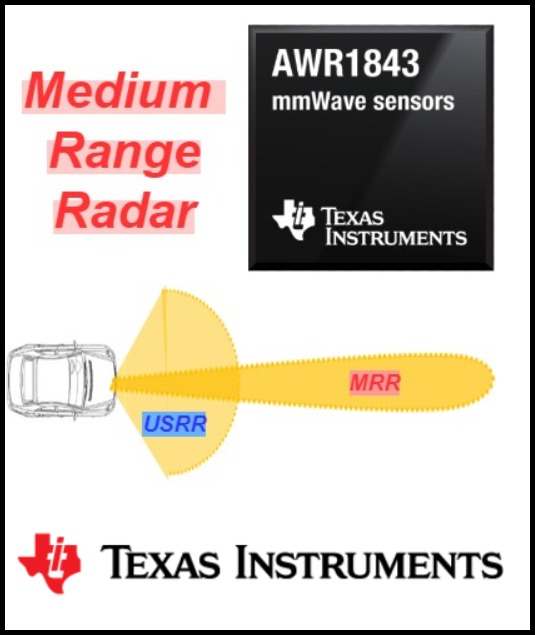 Medium
Range
Radar
AWR1843
mmWave sensors
TEXAS
INSTRUMENTS
MRR
USRR
TEXAS INSTRUMENTS